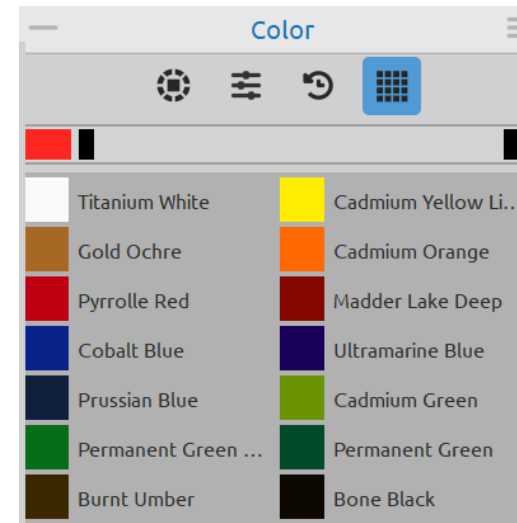 Color
Titanium White
Cadmium Yellow Li...
Gold Ochre
Cadmium Orange
Pyrrolle Red
Madder Lake Deep
Cobalt Blue
Ultramarine Blue
Prussian Blue
Cadmium Green
Permanent Green ...
Permanent Green
Burnt Umber
Bone Black